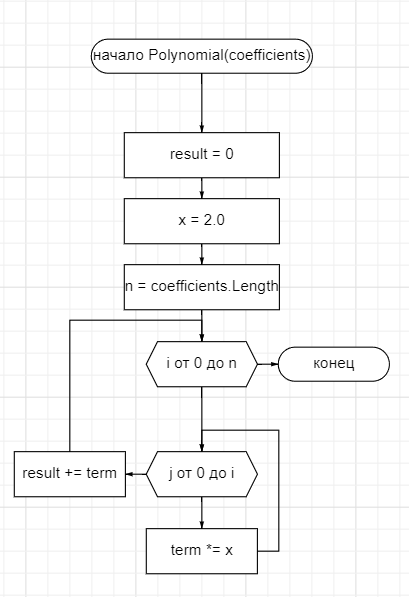 начало Polynomial(coefficients)
result = 0
x = 2.0
n = coefficients.Length
i от 0 до n
конец
result += term
j от 0 до i
term *= x